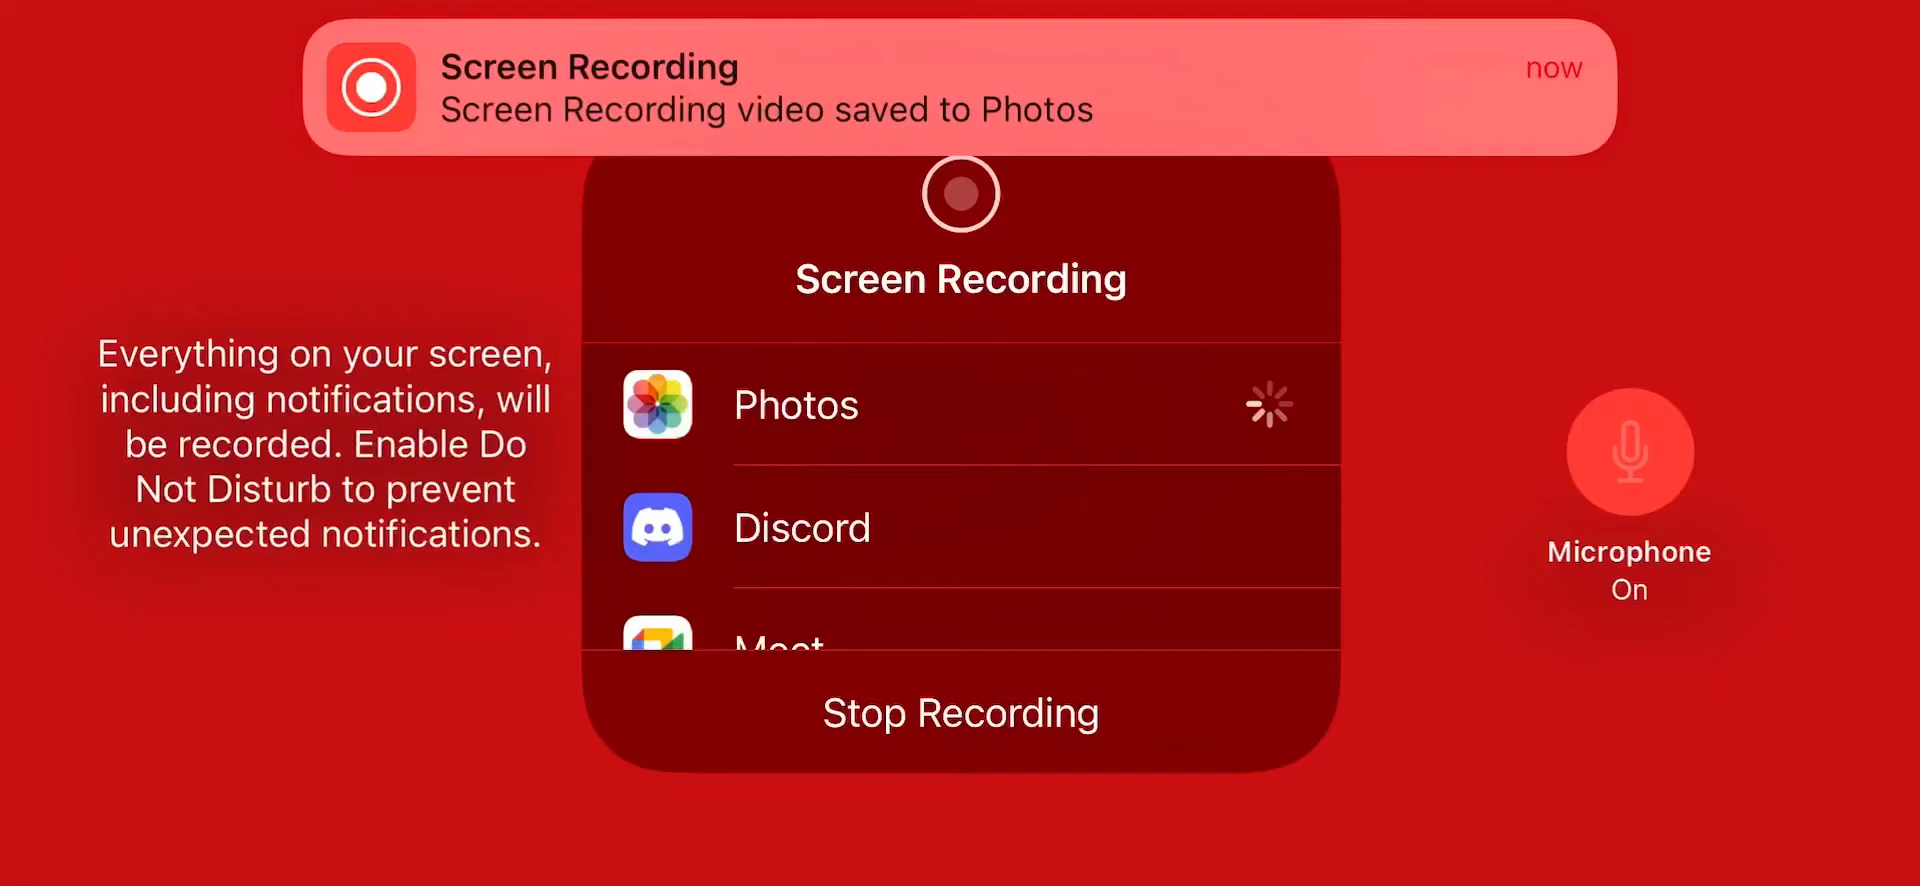 Screen Recording
now
Screen Recording video saved to Photos
Screen Recording
Everything on your screen,
including notifications, will
be recorded. Enable Do
Not Disturb to prevent
unexpected notifications.
Photos
Discord
Meet
Stop Recording
Microphone
On